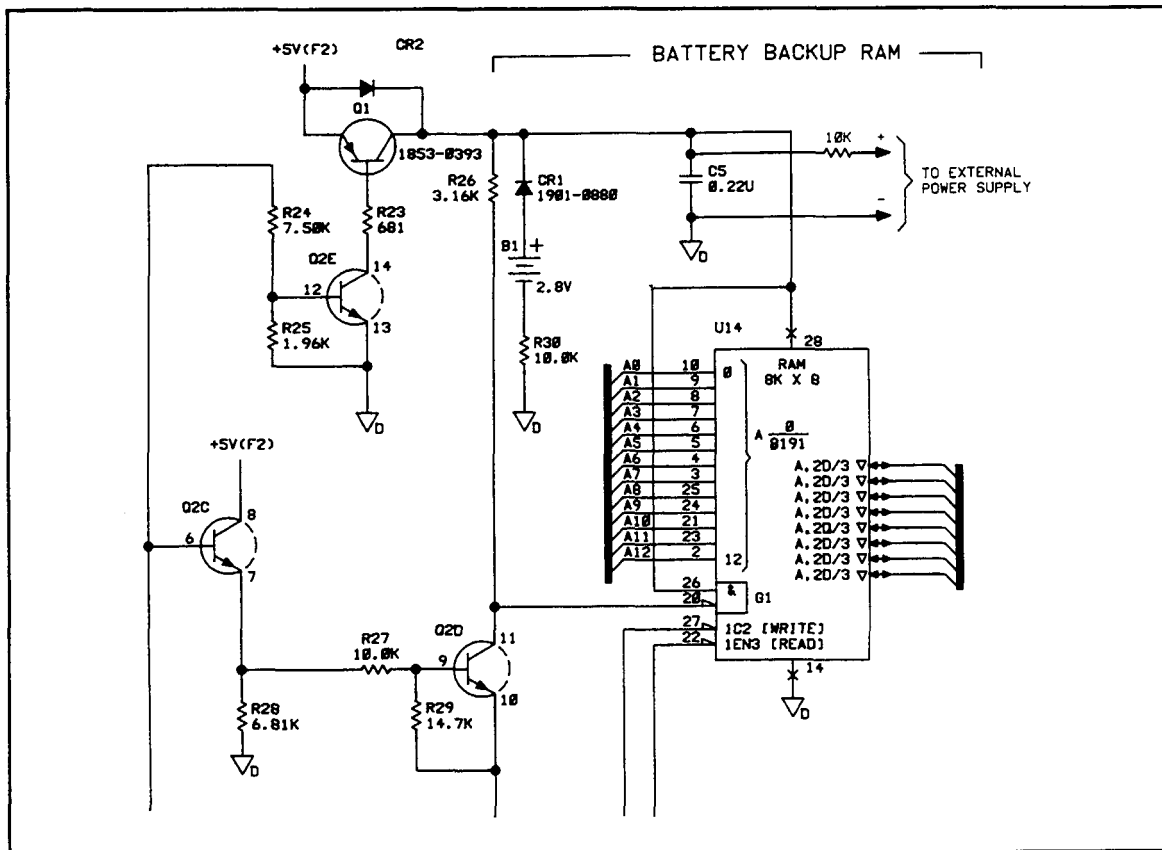 +5V(F2)
CR2
BATTERY BACKUP RAM
Q1
1853-0393
R26
3.16K
CR1
1901-0880
C5
0.22U
10K
+
-
TO EXTERNAL
POWER SUPPLY
D
R24
7.50K
R23
681
Q2E
14
12
13
R25
1.96K
D
B1
+
2.8V
R30
10.0K
D
+5V(F2)
Q2C
8
6
7
U14
28
RAM
8K X 8
A0 10 0
A1 9
A2 8
A3 7
A4 6
A5 5
A6 4
A7 3
A8 25
A9 24
A10 21
A11 23
A12 2 12
A 0
8191
A,2D/3
A,2D/3
A,2D/3
A,2D/3
A,2D/3
A,2D/3
A,2D/3
A,2D/3
26 &
20 G1
27 1C2 [WRITE]
22 1EN3 [READ]
14
D
R27
10.0K
Q2D
11
9
10
R28
6.81K
D
R29
14.7K